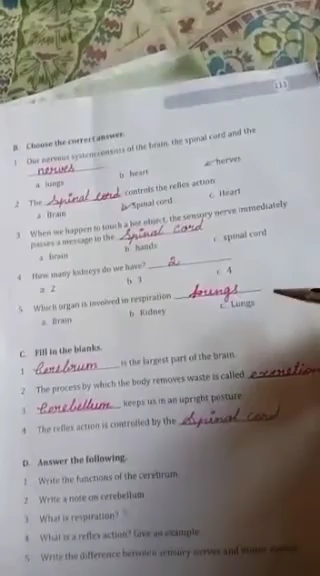 113
B. Choose the correct answer.
1 Our nervous system consists of the brain, the spinal cord and the
nerves
a. lungs b. heart c. nerves
2 The Spinal cord controls the reflex action
a. Brain b. Spinal cord c. Heart
3 When we happen to touch a hot object, the sensory nerve immediately
passes a message to the Spinal cord
a. brain b. hands c. spinal cord
4 How many kidneys do we have? 2
a. 2 b. 3 c. 4
5 Which organ is involved in respiration lungs
a. Brain b. Kidney c. Lungs
C. Fill in the blanks.
1 Cerebrum is the largest part of the brain.
2 The process by which the body removes waste is called excretion
3 Cerebellum keeps us in an upright posture
4 The reflex action is controlled by the Spinal cord
D. Answer the following.
1 Write the functions of the cerebrum.
2 Write a note on cerebellum
3 What is respiration?
4 What is a reflex action? Give an example.
5 Write the difference between sensory nerves and motor nerves